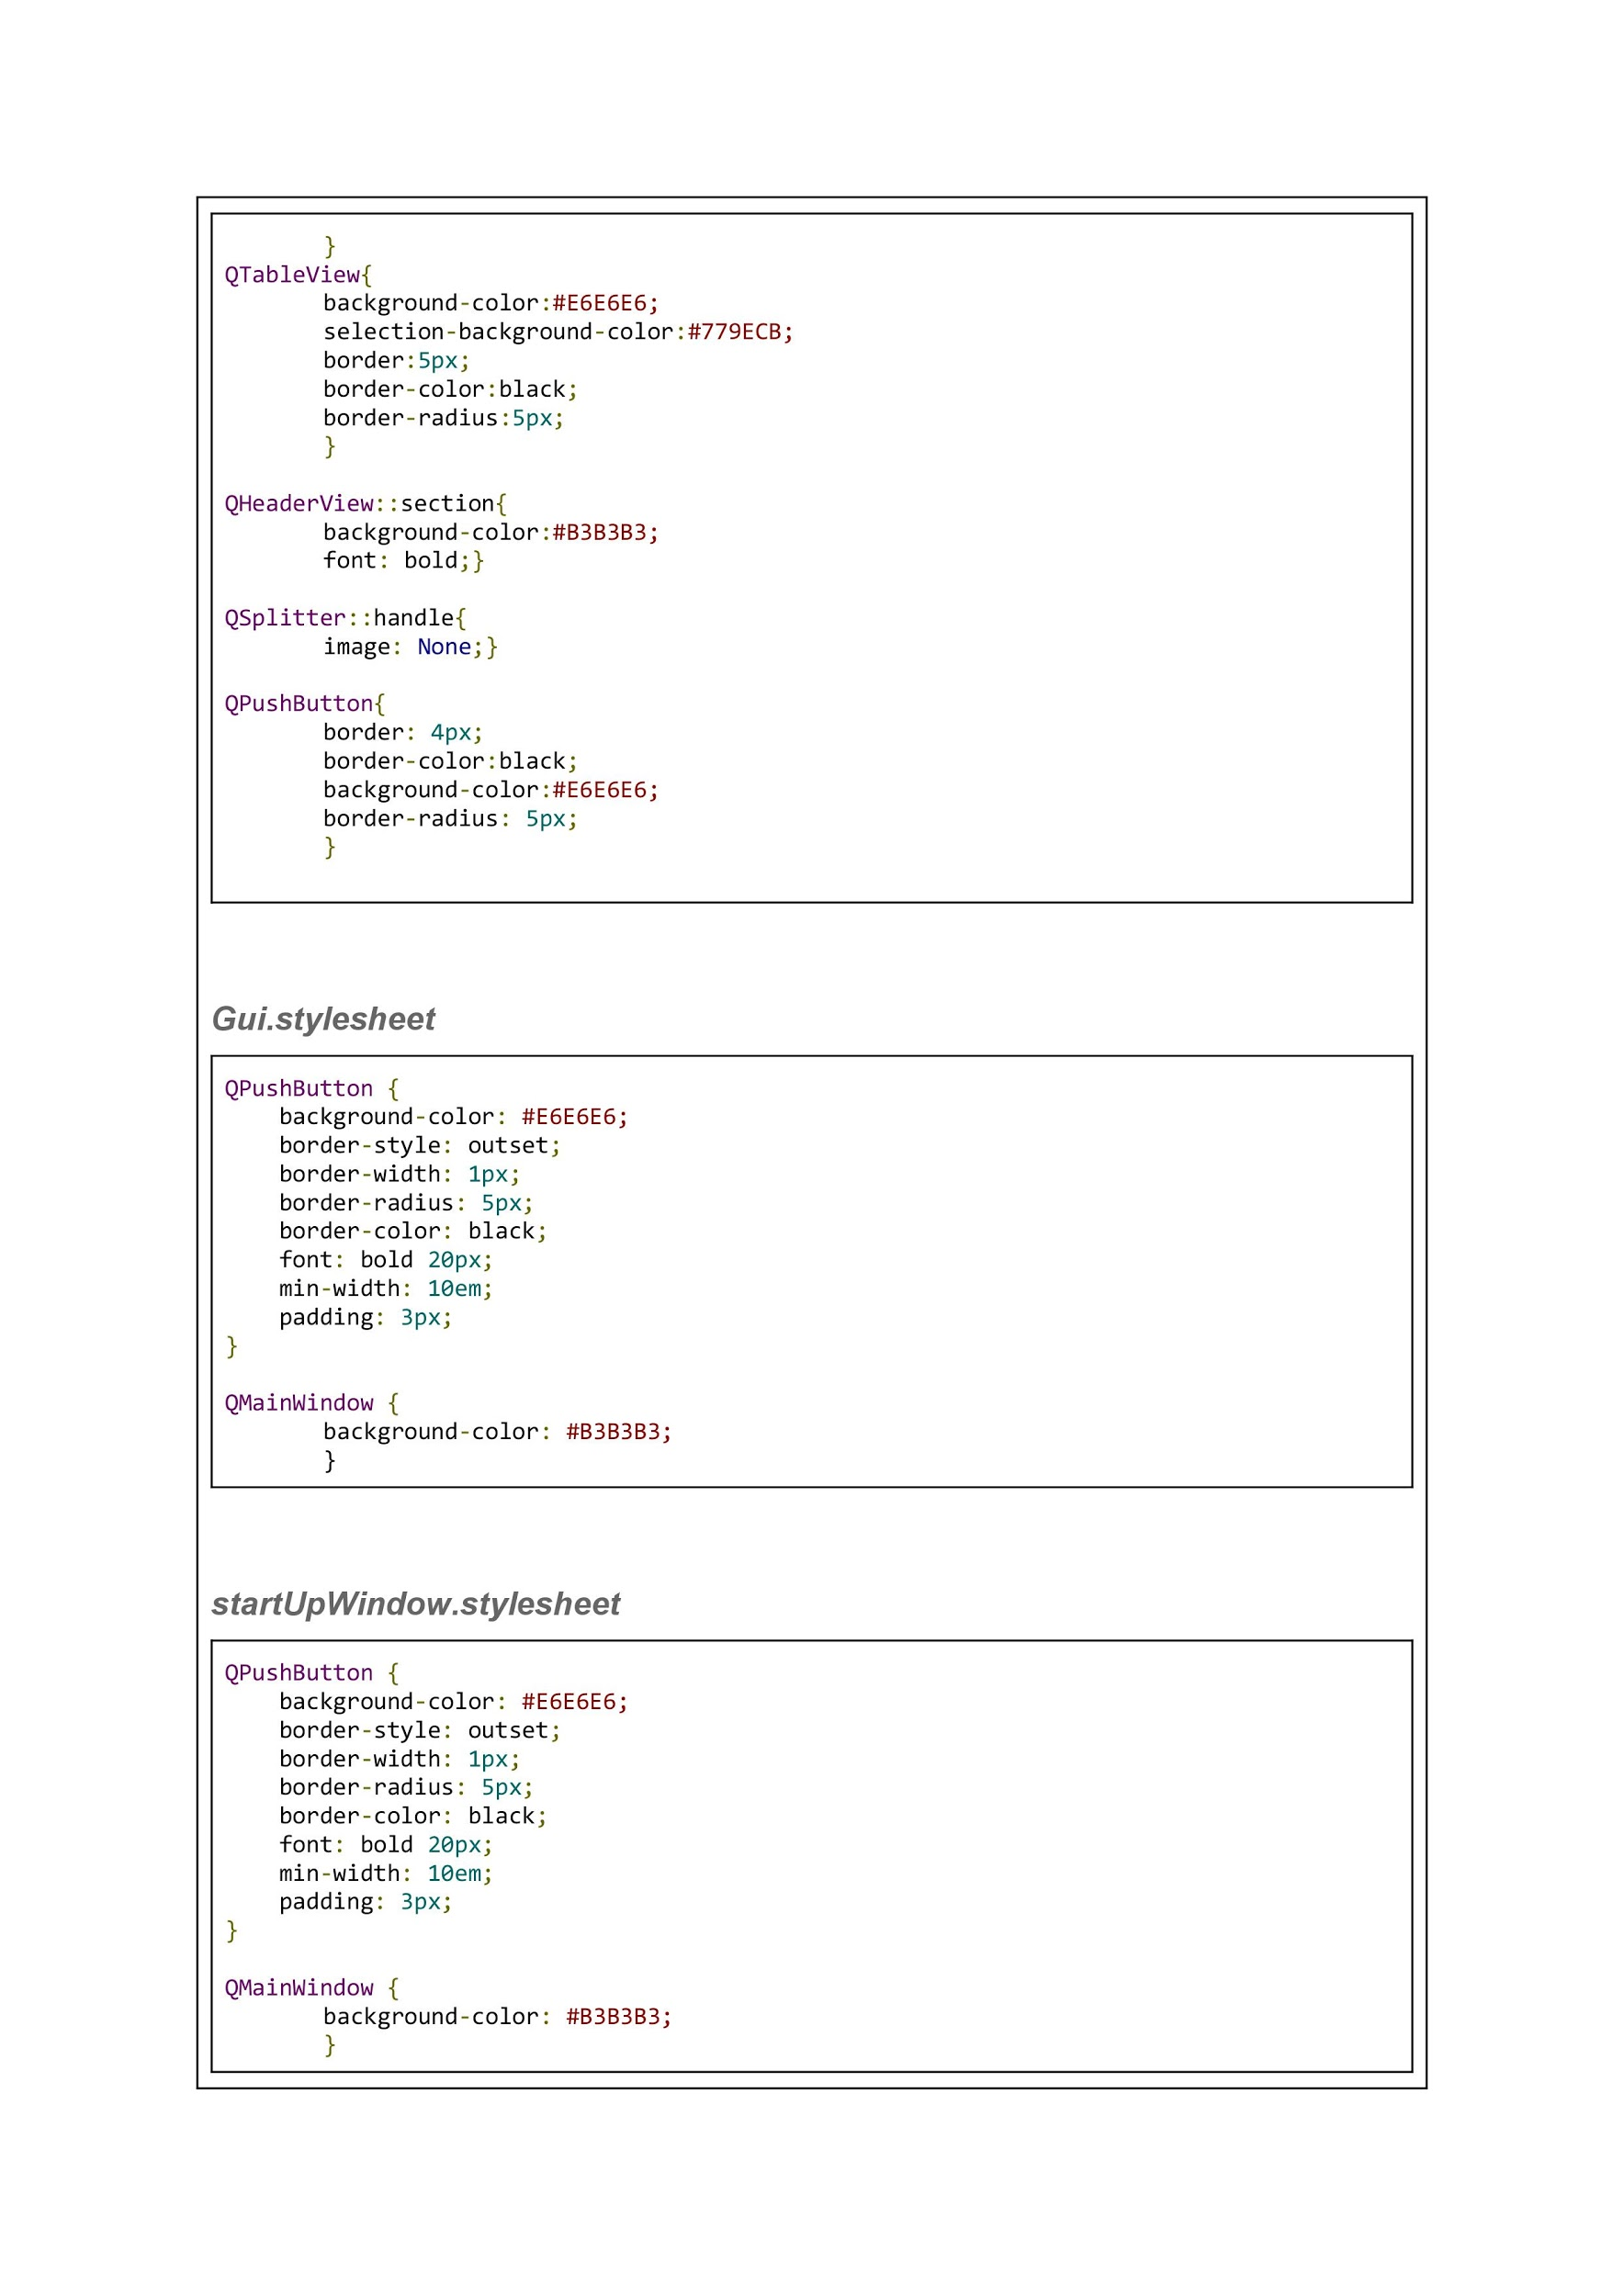 }
QTableView{
        background-color:#E6E6E6;
        selection-background-color:#779ECB;
        border:5px;
        border-color:black;
        border-radius:5px;
        }
QHeaderView::section{
        background-color:#B3B3B3;
        font: bold;}
QSplitter::handle{
        image: None;}
QPushButton{
        border: 4px;
        border-color:black;
        background-color:#E6E6E6;
        border-radius: 5px;
        }
Gui.stylesheet
QPushButton {
    background-color: #E6E6E6;
    border-style: outset;
    border-width: 1px;
    border-radius: 5px;
    border-color: black;
    font: bold 20px;
    min-width: 10em;
    padding: 3px;
}
QMainWindow {
        background-color: #B3B3B3;
        }
startUpWindow.stylesheet
QPushButton {
    background-color: #E6E6E6;
    border-style: outset;
    border-width: 1px;
    border-radius: 5px;
    border-color: black;
    font: bold 20px;
    min-width: 10em;
    padding: 3px;
}
QMainWindow {
        background-color: #B3B3B3;
        }